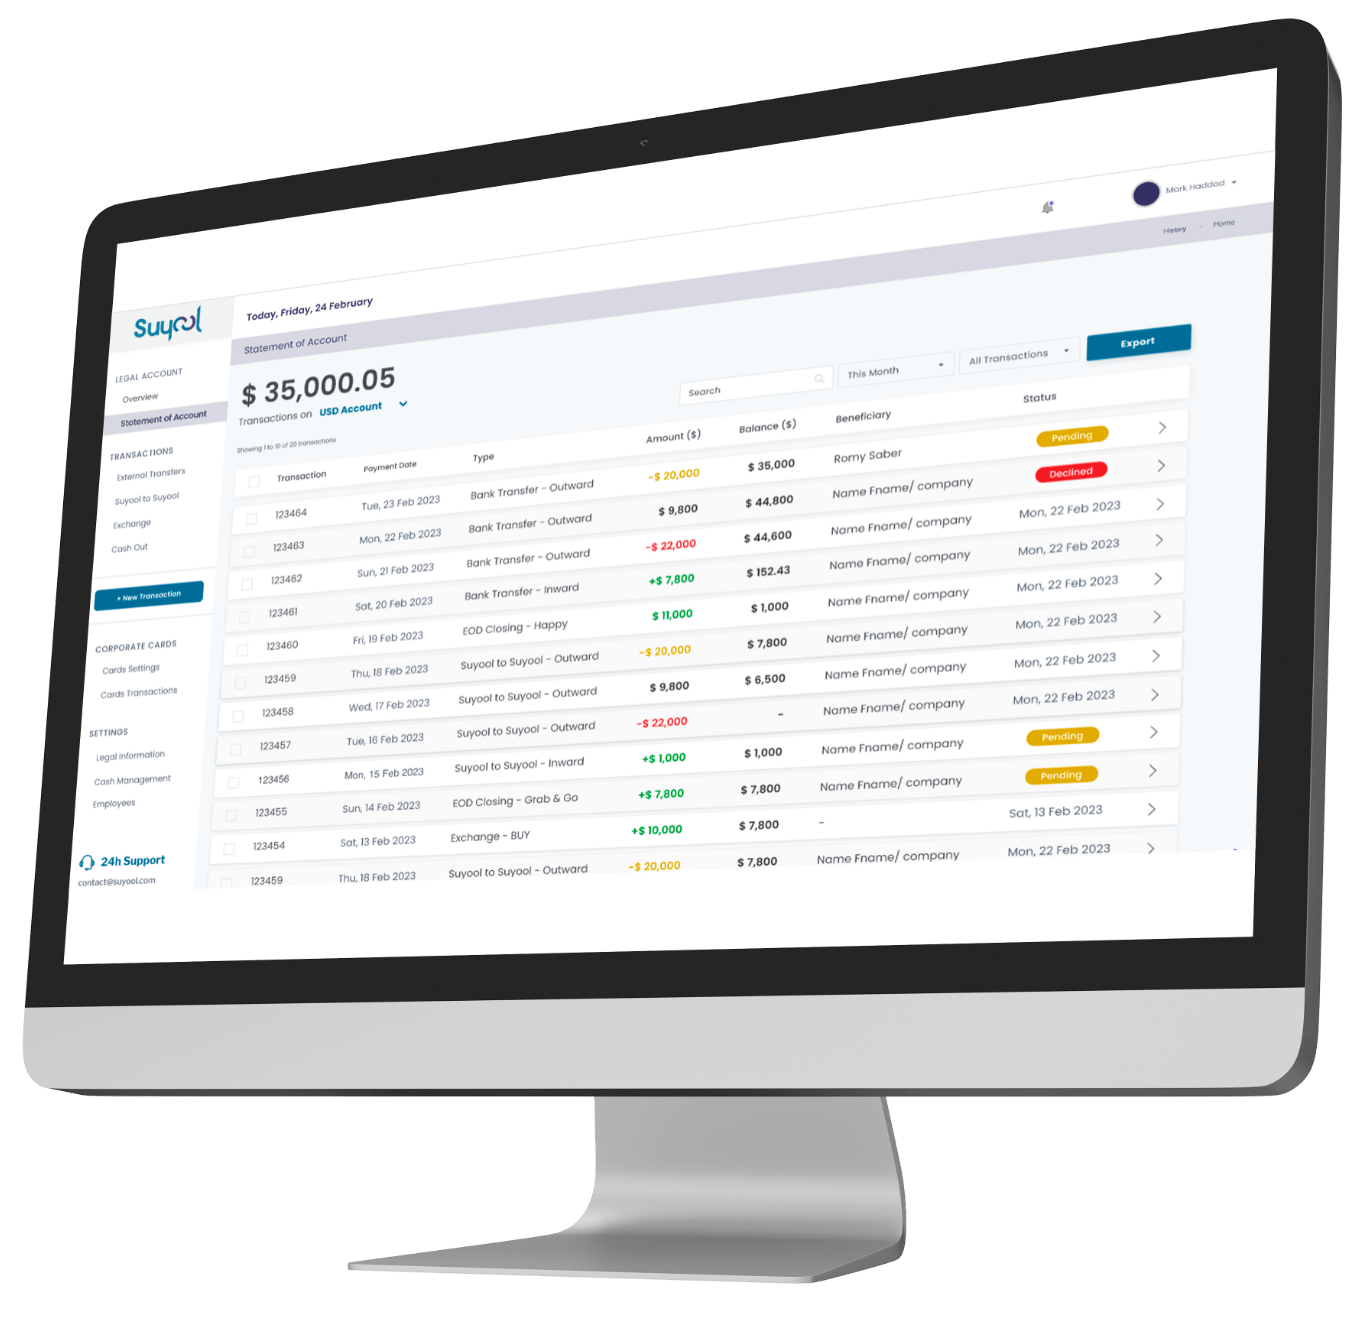 Mark Haddad
History · Home
Suyool
Today, Friday, 24 February
Statement of Account
LEGAL ACCOUNT
Overview
Statement of Account
TRANSACTIONS
External Transfers
Suyool to Suyool
Exchange
Cash Out
+ New Transaction
CORPORATE CARDS
Cards Settings
Cards Transactions
SETTINGS
Legal Information
Cash Management
Employees
24h Support
contact@suyool.com
$ 35,000.05
Transactions on USD Account
Showing 1 to 10 of 20 transactions
Search
This Month
All Transactions
Export
Transaction Payment Date Type Amount ($) Balance ($) Beneficiary Status
123464 Tue, 23 Feb 2023 Bank Transfer - Outward -$ 20,000 $ 35,000 Romy Saber Pending
123463 Mon, 22 Feb 2023 Bank Transfer - Outward $ 9,800 $ 44,800 Name Fname/ company Declined
123462 Sun, 21 Feb 2023 Bank Transfer - Outward -$ 22,000 $ 44,600 Name Fname/ company Mon, 22 Feb 2023
123461 Sat, 20 Feb 2023 Bank Transfer - Inward +$ 7,800 $ 152.43 Name Fname/ company Mon, 22 Feb 2023
123460 Fri, 19 Feb 2023 EOD Closing - Happy $ 11,000 $ 1,000 Name Fname/ company Mon, 22 Feb 2023
123459 Thu, 18 Feb 2023 Suyool to Suyool - Outward -$ 20,000 $ 7,800 Name Fname/ company Mon, 22 Feb 2023
123458 Wed, 17 Feb 2023 Suyool to Suyool - Outward $ 9,800 $ 6,500 Name Fname/ company Mon, 22 Feb 2023
123457 Tue, 16 Feb 2023 Suyool to Suyool - Outward -$ 22,000 - Name Fname/ company Mon, 22 Feb 2023
123456 Mon, 15 Feb 2023 Suyool to Suyool - Inward +$ 1,000 $ 1,000 Name Fname/ company Pending
123455 Sun, 14 Feb 2023 EOD Closing - Grab & Go +$ 7,800 $ 7,800 Name Fname/ company Pending
123454 Sat, 13 Feb 2023 Exchange - BUY +$ 10,000 $ 7,800 - Sat, 13 Feb 2023
123459 Thu, 18 Feb 2023 Suyool to Suyool - Outward -$ 20,000 $ 7,800 Name Fname/ company Mon, 22 Feb 2023